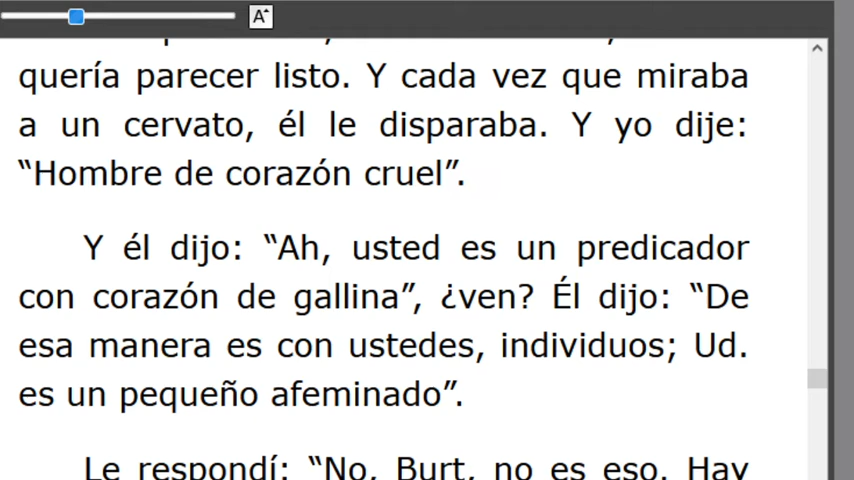 A
quería parecer listo. Y cada vez que miraba
a un cervato, él le disparaba. Y yo dije:
“Hombre de corazón cruel”.
Y él dijo: “Ah, usted es un predicador
con corazón de gallina”, ¿ven? Él dijo: “De
esa manera es con ustedes, individuos; Ud.
es un pequeño afeminado”.
Le respondí: “No, Burt, no es eso. Hay